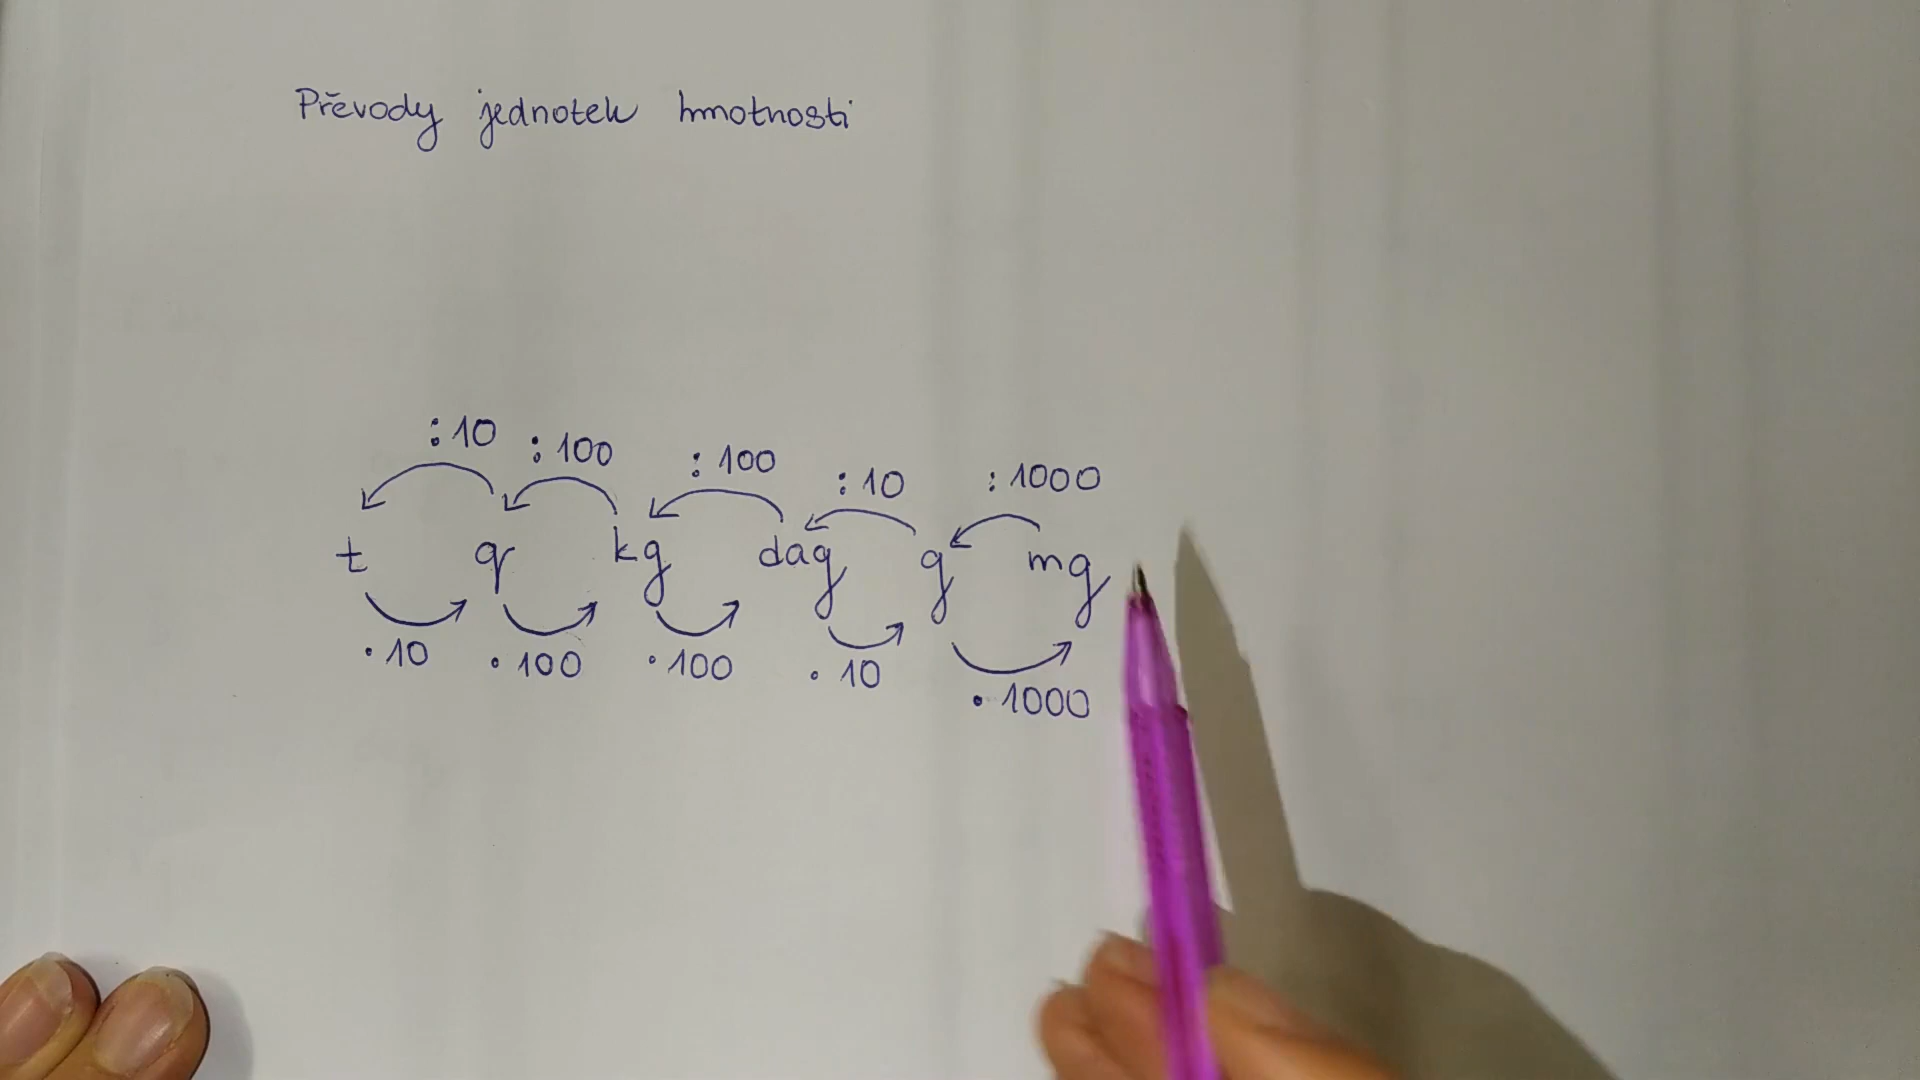 Převody jednotek hmotnosti
:10 :100 :100 :10 :1000
t q kg dag g mg
·10 ·100 ·100 ·10 ·1000